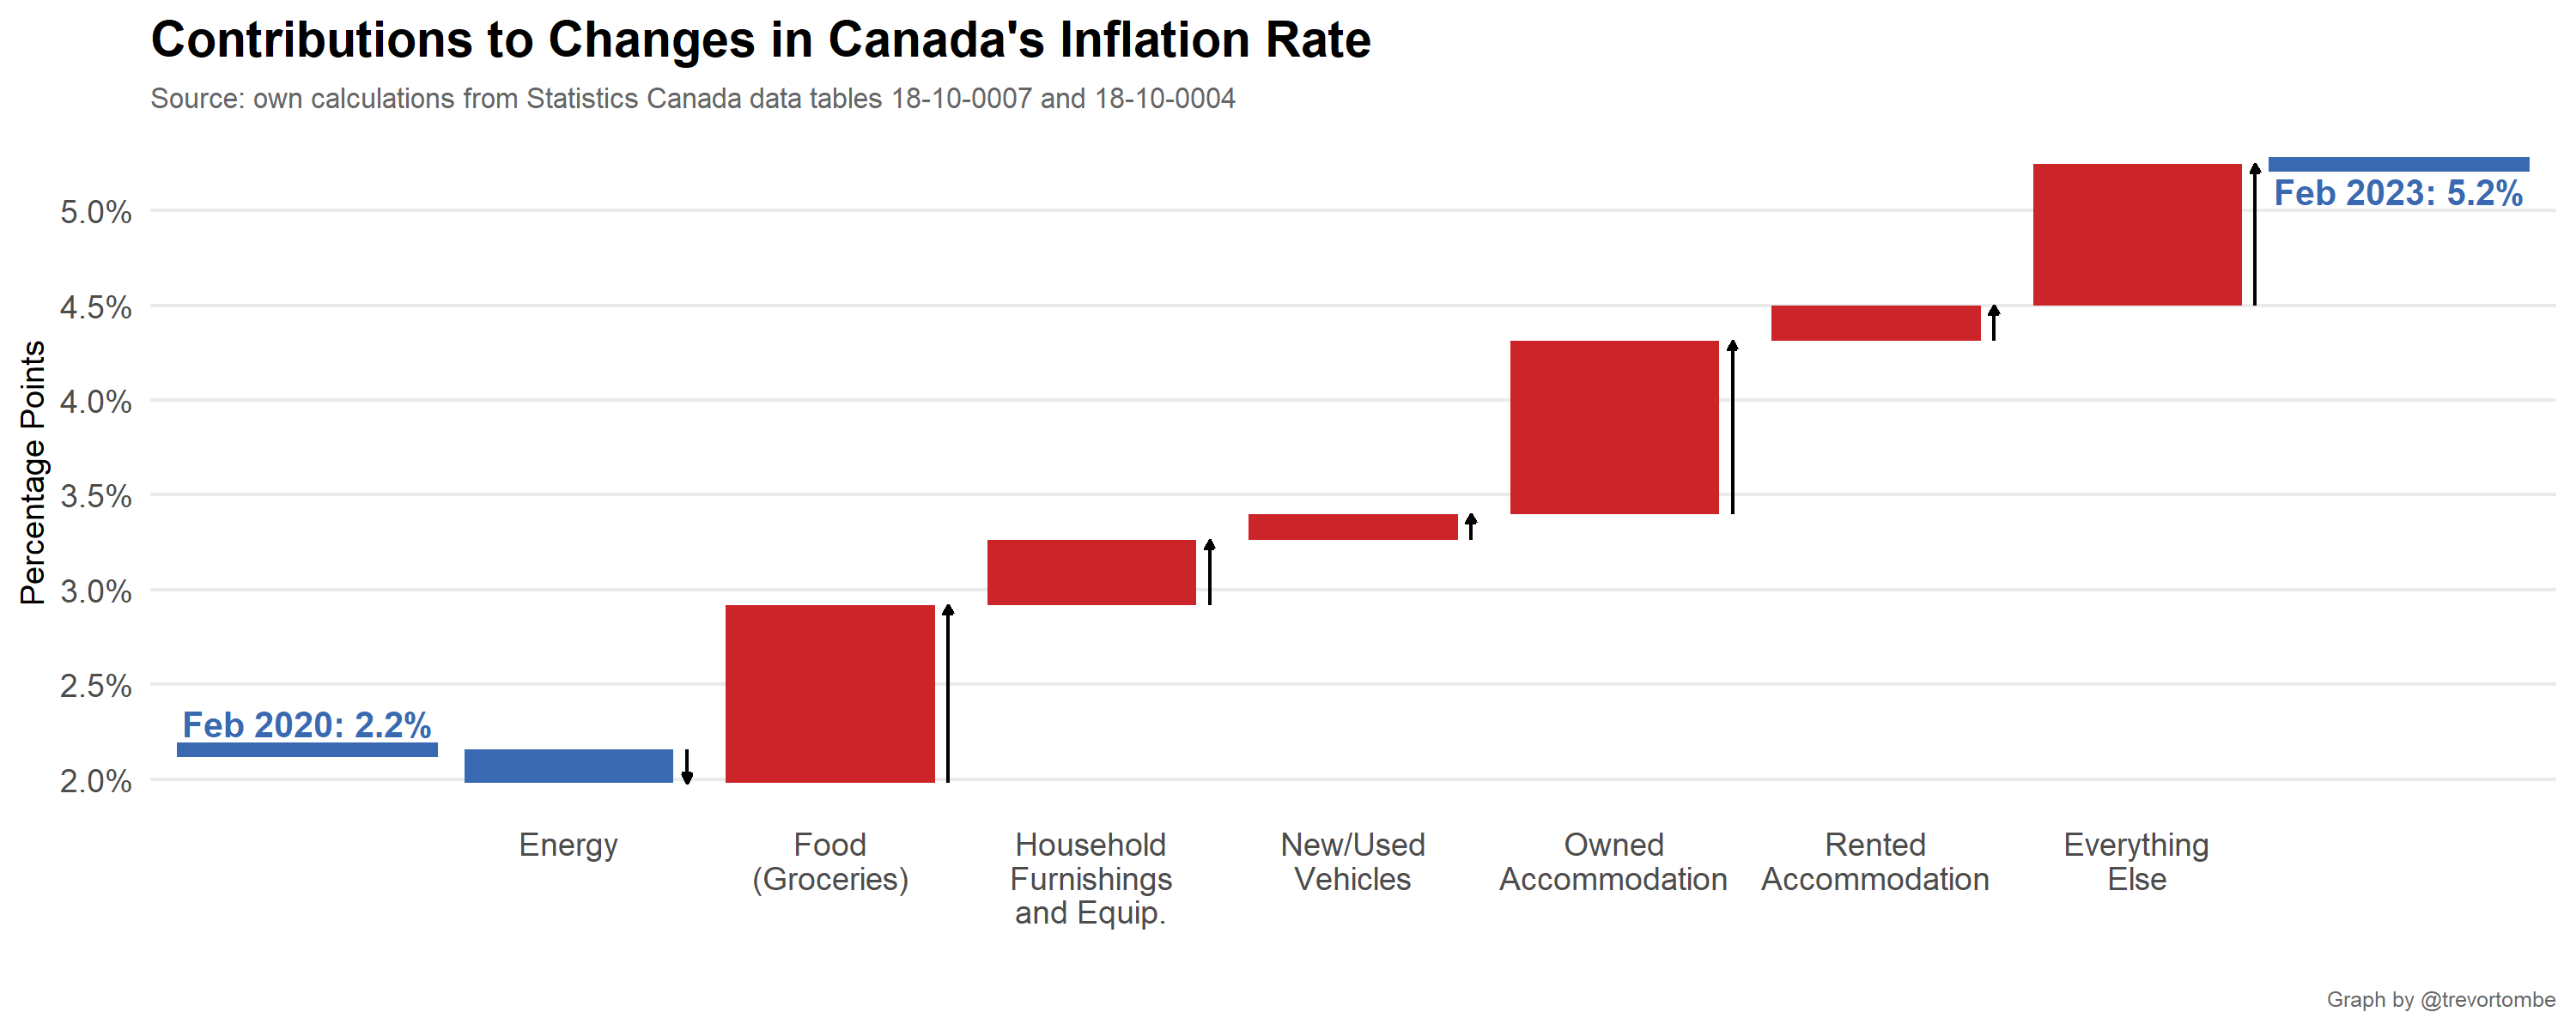 Contributions to Changes in Canada's Inflation Rate
Source: own calculations from Statistics Canada data tables 18-10-0007 and 18-10-0004
Percentage Points
5.0%
4.5%
4.0%
3.5%
3.0%
2.5%
2.0%
Feb 2020: 2.2%
Feb 2023: 5.2%
Energy
Food
(Groceries)
Household
Furnishings
and Equip.
New/Used
Vehicles
Owned
Accommodation
Rented
Accommodation
Everything
Else
Graph by @trevortombe